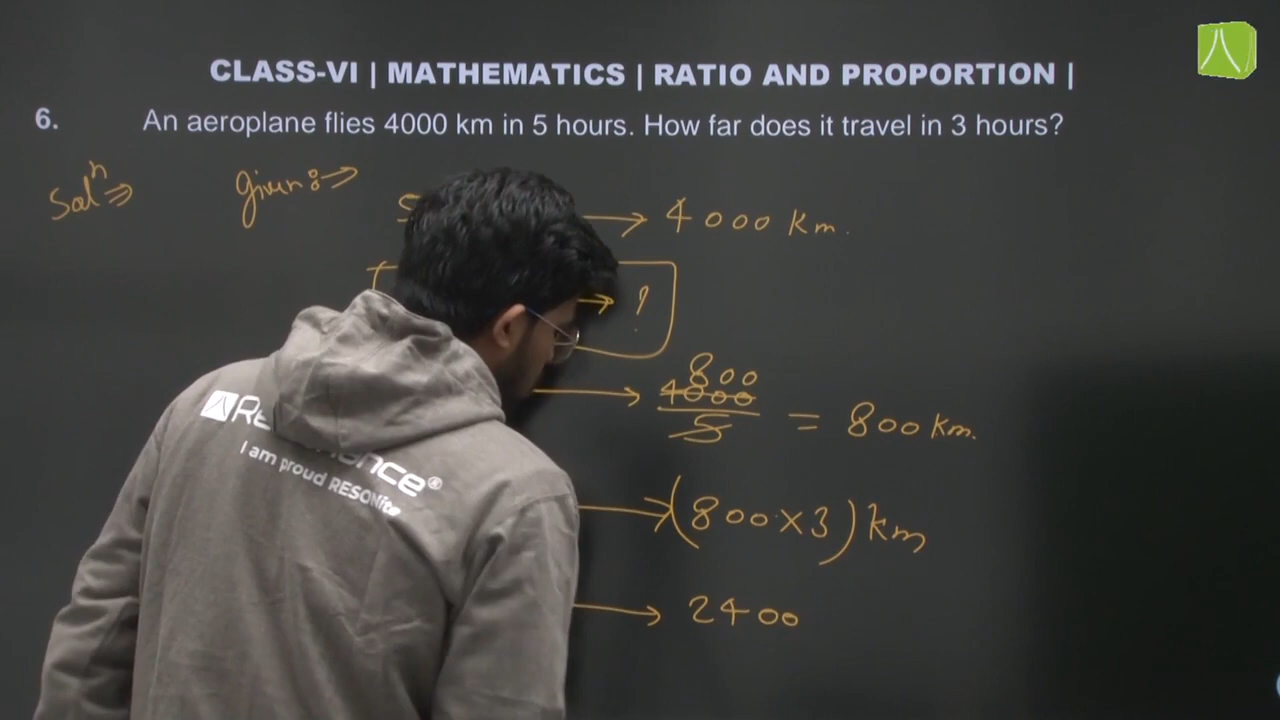 CLASS-VI | MATHEMATICS | RATIO AND PROPORTION |
6. An aeroplane flies 4000 km in 5 hours. How far does it travel in 3 hours?
Solⁿ ⇒ given :⇒
5 → 4000 Km.
→ ?
800
→ 4000/5 = 800 Km.
→ (800 × 3) km
→ 2400
I am proud RESONite